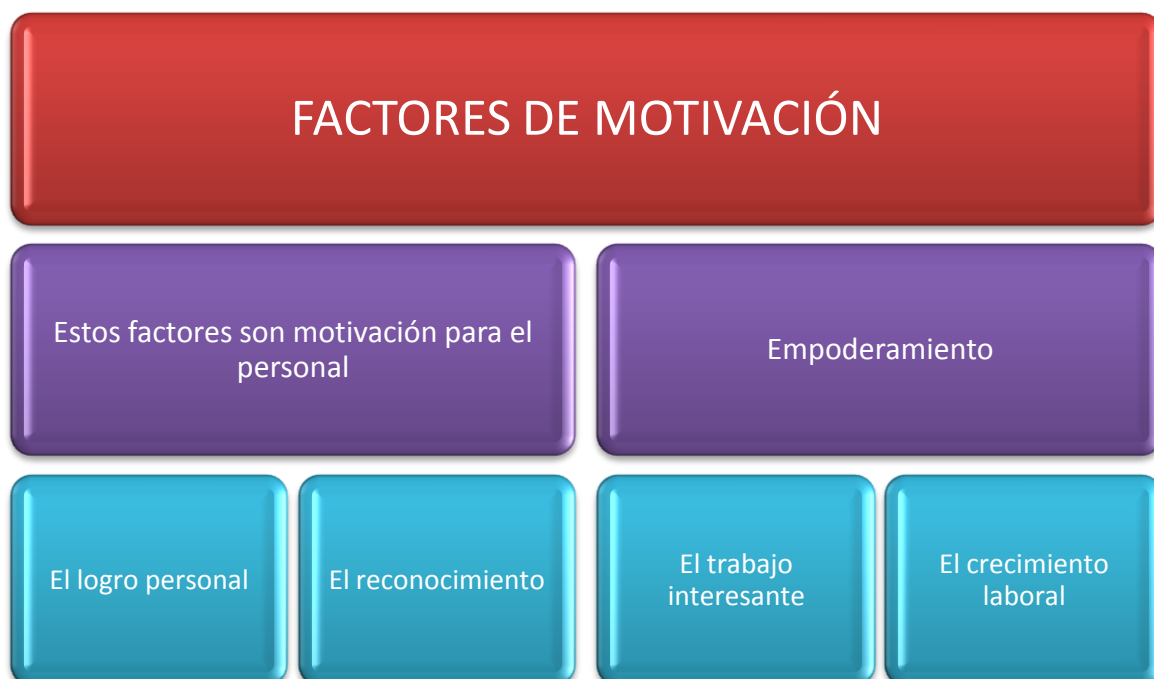 FACTORES DE MOTIVACIÓN
Estos factores son motivación para el
personal
Empoderamiento
El logro personal
El reconocimiento
El trabajo
interesante
El crecimiento
laboral